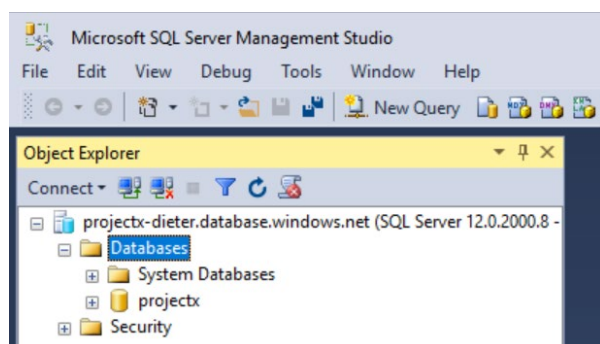 Microsoft SQL Server Management Studio
File Edit View Debug Tools Window Help
New Query
Object Explorer
Connect
projectx-dieter.database.windows.net (SQL Server 12.0.2000.8 -
Databases
System Databases
projectx
Security